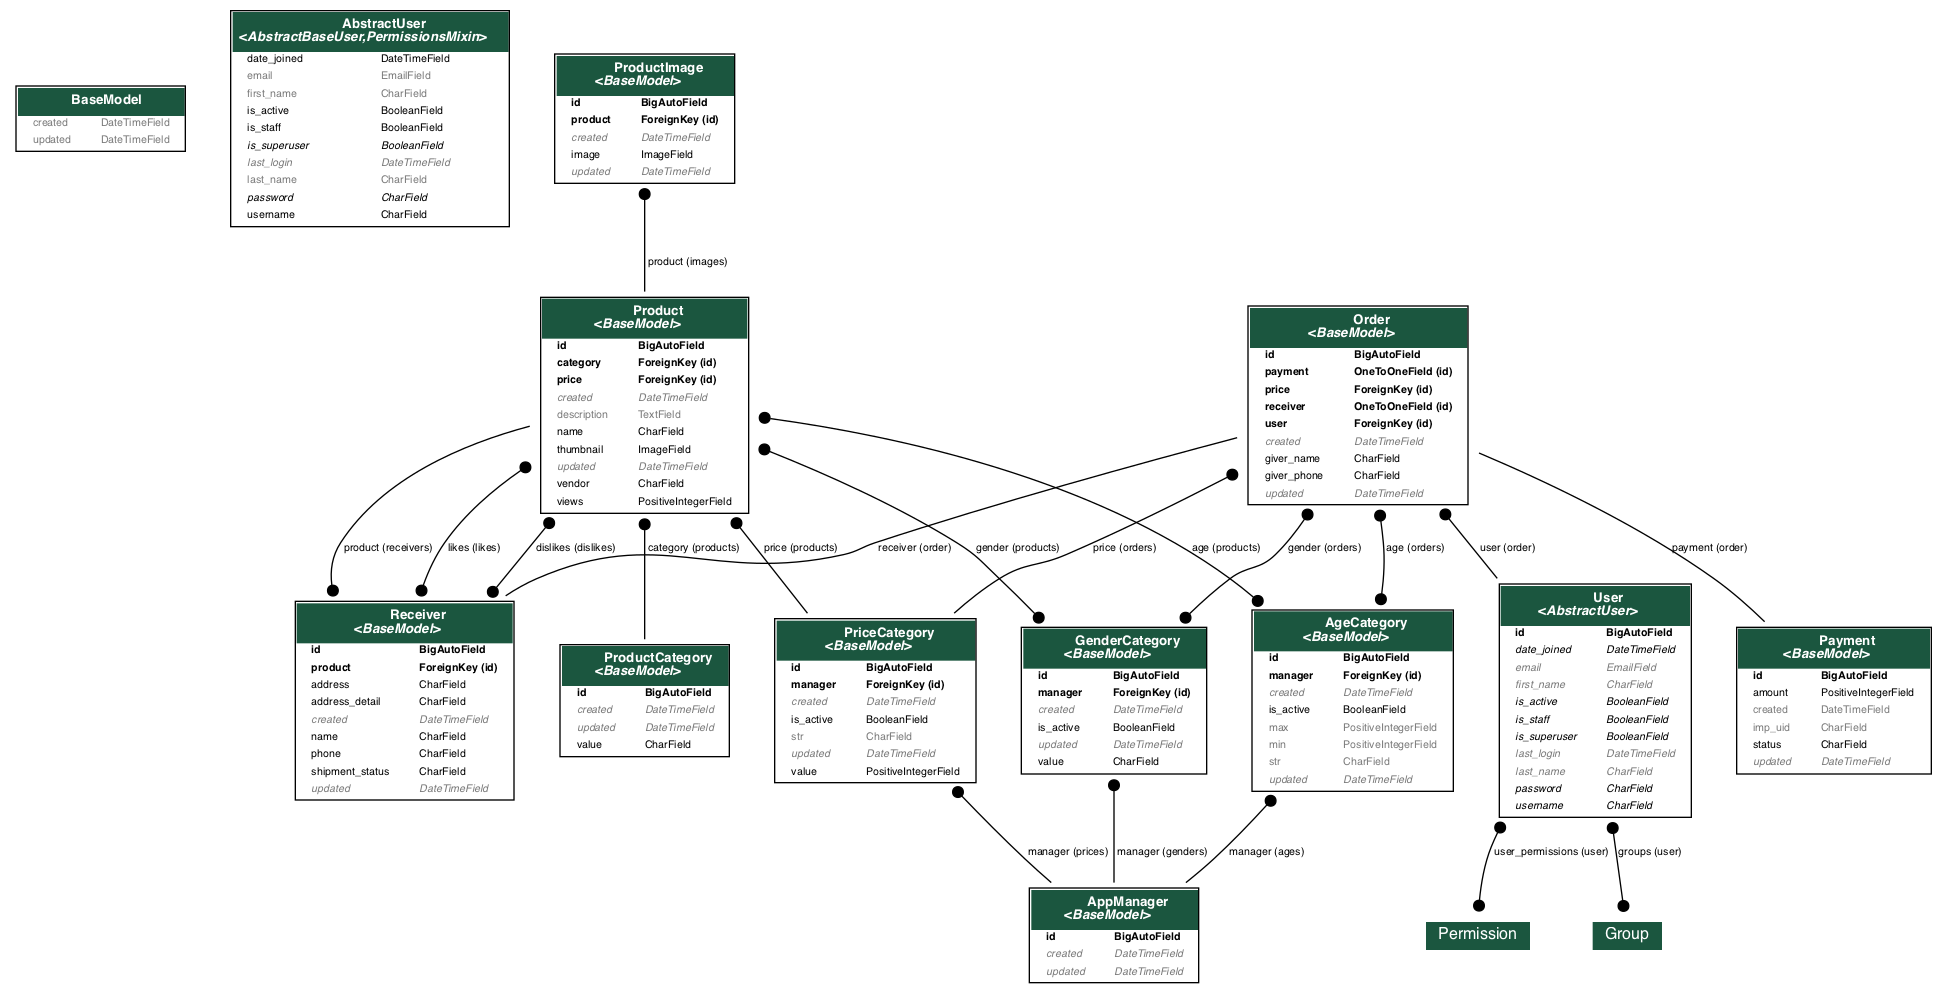 AbstractUser
<AbstractBaseUser,PermissionsMixin>
date_joined DateTimeField
email EmailField
first_name CharField
is_active BooleanField
is_staff BooleanField
is_superuser BooleanField
last_login DateTimeField
last_name CharField
password CharField
username CharField
BaseModel
created DateTimeField
updated DateTimeField
ProductImage
<BaseModel>
id BigAutoField
product ForeignKey (id)
created DateTimeField
image ImageField
updated DateTimeField
product (images)
Product
<BaseModel>
id BigAutoField
category ForeignKey (id)
price ForeignKey (id)
created DateTimeField
description TextField
name CharField
thumbnail ImageField
updated DateTimeField
vendor CharField
views PositiveIntegerField
Order
<BaseModel>
id BigAutoField
payment OneToOneField (id)
price ForeignKey (id)
receiver OneToOneField (id)
user ForeignKey (id)
created DateTimeField
giver_name CharField
giver_phone CharField
updated DateTimeField
product (receivers) likes (likes) dislikes (dislikes) category (products) price (products) receiver (order) gender (products) price (orders) age (products) gender (orders) age (orders) user (order) payment (order)
Receiver
<BaseModel>
id BigAutoField
product ForeignKey (id)
address CharField
address_detail CharField
created DateTimeField
name CharField
phone CharField
shipment_status CharField
updated DateTimeField
ProductCategory
<BaseModel>
id BigAutoField
created DateTimeField
updated DateTimeField
value CharField
PriceCategory
<BaseModel>
id BigAutoField
manager ForeignKey (id)
created DateTimeField
is_active BooleanField
str CharField
updated DateTimeField
value PositiveIntegerField
GenderCategory
<BaseModel>
id BigAutoField
manager ForeignKey (id)
created DateTimeField
is_active BooleanField
updated DateTimeField
value CharField
AgeCategory
<BaseModel>
id BigAutoField
manager ForeignKey (id)
created DateTimeField
is_active BooleanField
max PositiveIntegerField
min PositiveIntegerField
str CharField
updated DateTimeField
User
<AbstractUser>
id BigAutoField
date_joined DateTimeField
email EmailField
first_name CharField
is_active BooleanField
is_staff BooleanField
is_superuser BooleanField
last_login DateTimeField
last_name CharField
password CharField
username CharField
Payment
<BaseModel>
id BigAutoField
amount PositiveIntegerField
created DateTimeField
imp_uid CharField
status CharField
updated DateTimeField
manager (prices) manager (genders) manager (ages) user_permissions (user) groups (user)
AppManager
<BaseModel>
id BigAutoField
created DateTimeField
updated DateTimeField
Permission
Group